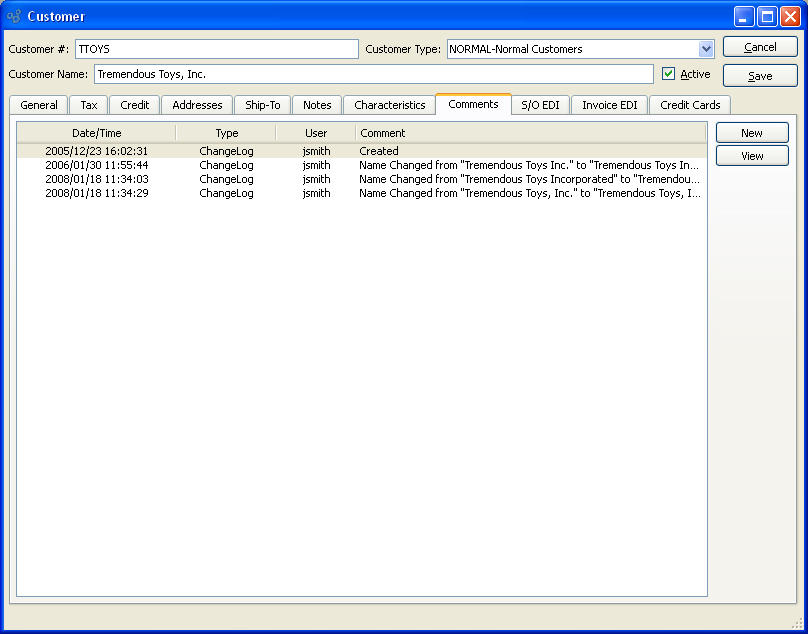 Customer
Customer #: TTOYS Customer Type: NORMAL-Normal Customers Cancel
Customer Name: Tremendous Toys, Inc. Active Save
General Tax Credit Addresses Ship-To Notes Characteristics Comments S/O EDI Invoice EDI Credit Cards
Date/Time Type User Comment New
2005/12/23 16:02:31 ChangeLog jsmith Created View
2006/01/30 11:55:44 ChangeLog jsmith Name Changed from "Tremendous Toys Inc." to "Tremendous Toys In...
2008/01/18 11:34:03 ChangeLog jsmith Name Changed from "Tremendous Toys Incorporated" to "Tremendou...
2008/01/18 11:34:29 ChangeLog jsmith Name Changed from "Tremendous Toys, Inc." to "Tremendous Toys, I...